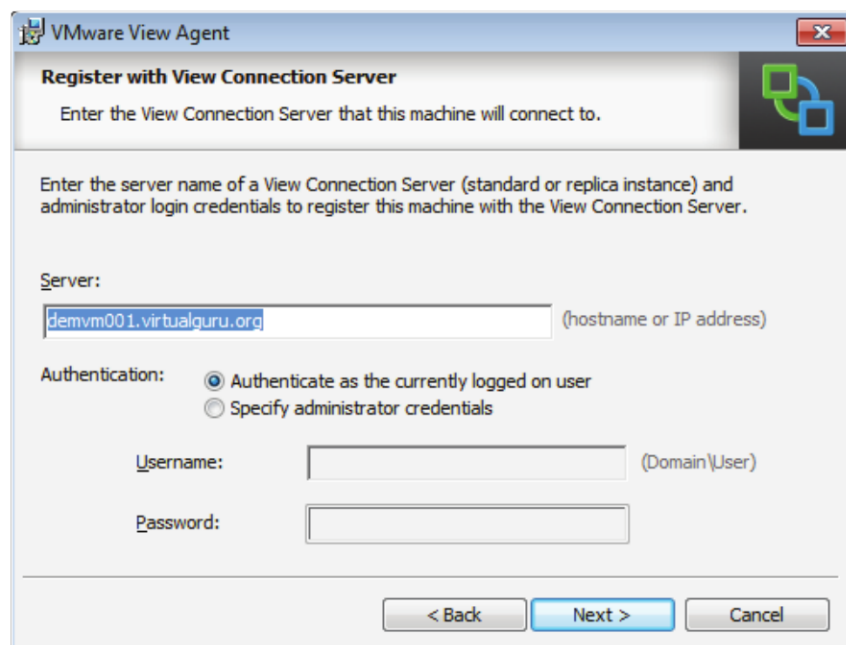 VMware View Agent
Register with View Connection Server
Enter the View Connection Server that this machine will connect to.
Enter the server name of a View Connection Server (standard or replica instance) and
administrator login credentials to register this machine with the View Connection Server.
Server:
demvm001.virtualguru.org (hostname or IP address)
Authentication: Authenticate as the currently logged on user
Specify administrator credentials
Username: (Domain\User)
Password:
< Back Next > Cancel